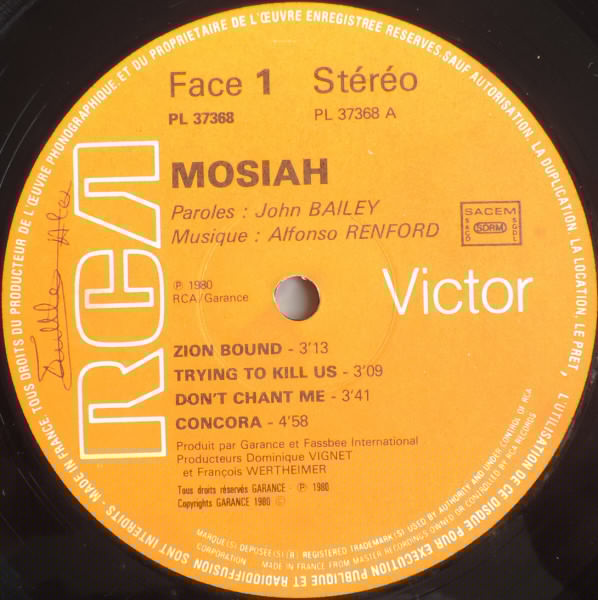 Face 1 Stéréo
PL 37368 PL 37368 A
MOSIAH
Paroles : John BAILEY
Musique : Alfonso RENFORD
SACEM
SACD SDRM SGDL
℗ 1980
RCA/Garance
RCA
Victor
ZION BOUND - 3'13
TRYING TO KILL US - 3'09
DON'T CHANT ME - 3'41
CONCORA - 4'58
Produit par Garance et Fassbee International
Producteurs Dominique VIGNET
et François WERTHEIMER
Tous droits réservés GARANCE - ℗ 1980
Copyrights GARANCE 1980 ©
MARQUE(S) DEPOSEE(S) (R) REGISTERED TRADEMARK(S) USED BY AUTHORITY AND UNDER CONTROL OF RCA
CORPORATION. MADE IN FRANCE FROM MASTER RECORDINGS OWNED OR CONTROLLED BY RCA RECORDS
MADE IN FRANCE. TOUS DROITS DU PRODUCTEUR DE L'ŒUVRE PHONOGRAPHIQUE ET DU PROPRIETAIRE DE L'ŒUVRE ENREGISTREE RESERVES. SAUF AUTORISATION, LA DUPLICATION, LA LOCATION, LE PRET, L'UTILISATION DE CE DISQUE POUR EXECUTION PUBLIQUE ET RADIODIFFUSION SONT INTERDITS